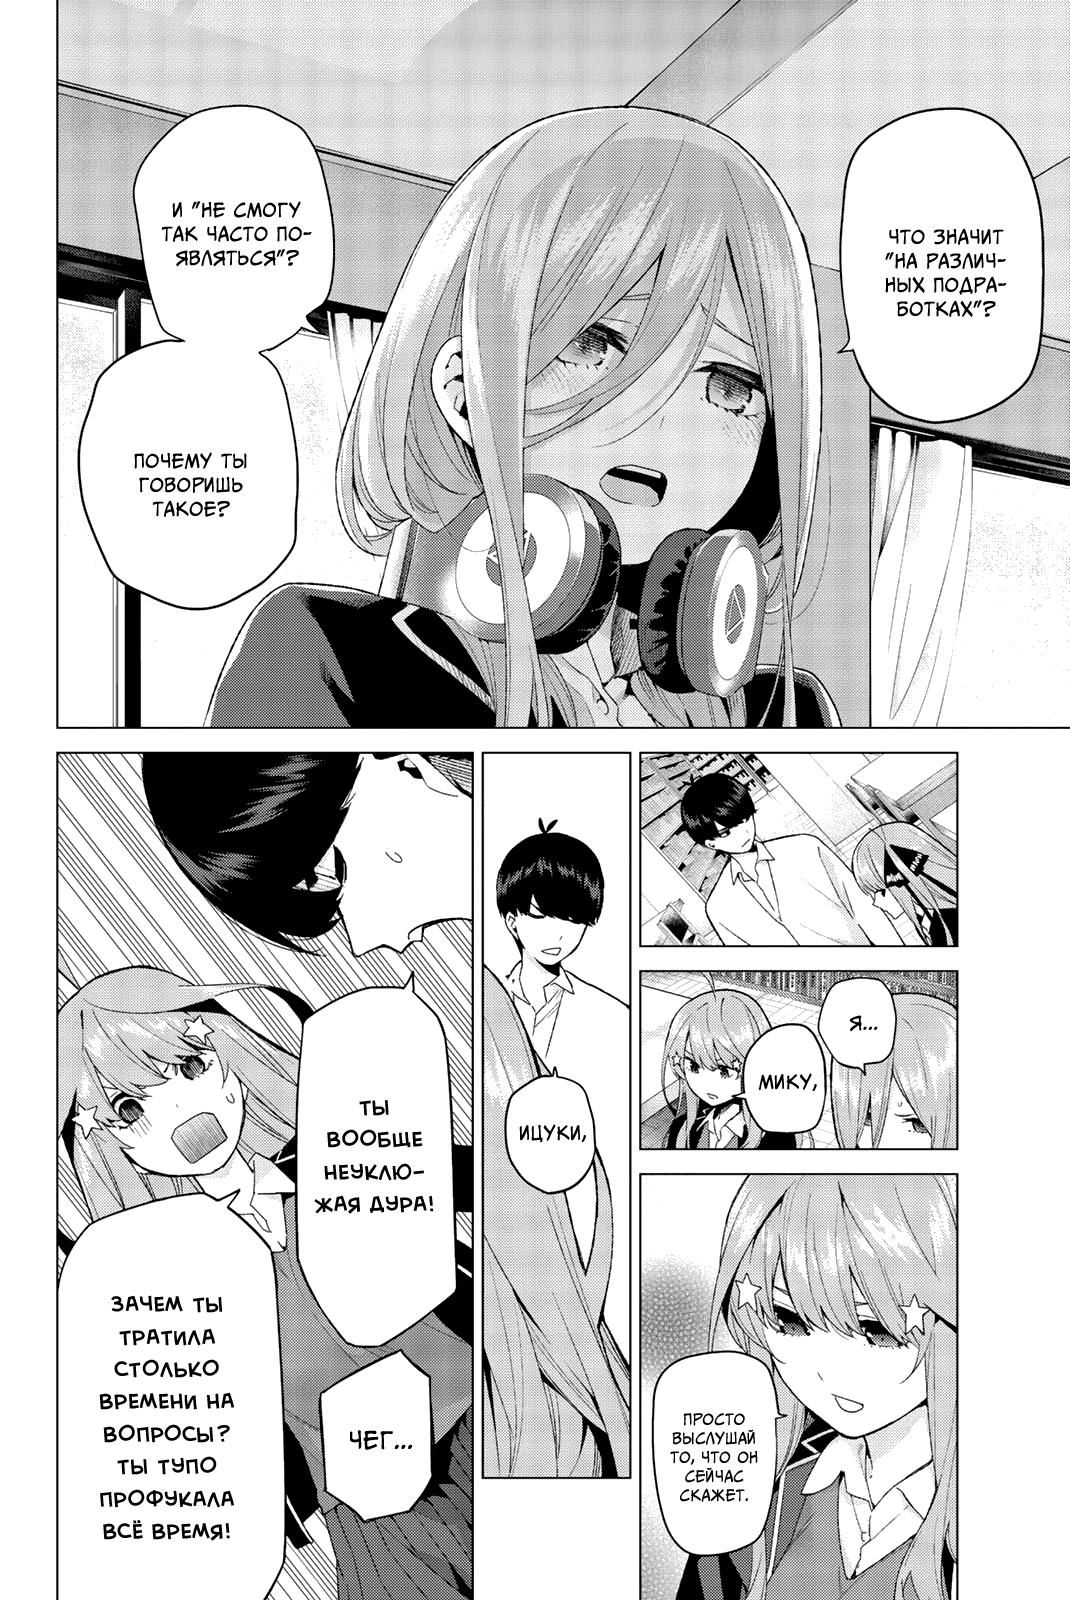 ЧТО ЗНАЧИТ
"НА РАЗЛИЧ-
НЫХ ПОДРА-
БОТКАХ"?
И "НЕ СМОГУ
ТАК ЧАСТО ПО-
ЯВЛЯТЬСЯ"?
ПОЧЕМУ ТЫ
ГОВОРИШЬ
ТАКОЕ?
Я...
МИКУ,
ПРОСТО
ВЫСЛУШАЙ
ТО, ЧТО ОН
СЕЙЧАС
СКАЖЕТ.
ИЦУКИ,
ТЫ
ВООБЩЕ
НЕУКЛЮ-
ЖАЯ ДУРА!
ЧЕГ...
ЗАЧЕМ ТЫ
ТРАТИЛА
СТОЛЬКО
ВРЕМЕНИ НА
ВОПРОСЫ?
ТЫ ТУПО
ПРОФУКАЛА
ВСЁ ВРЕМЯ!